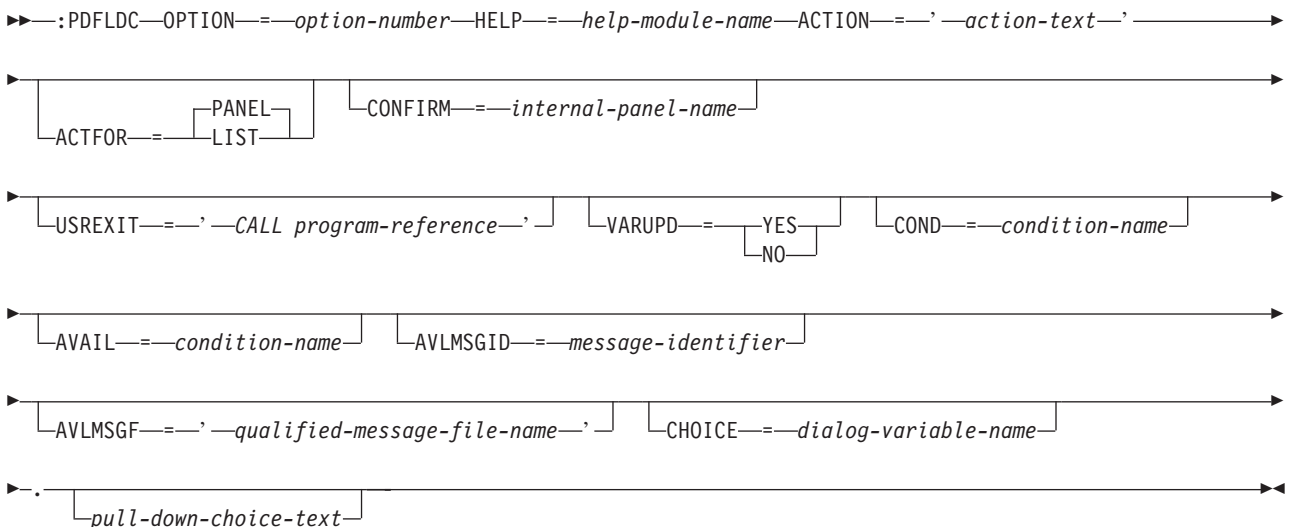 :PDFLDC OPTION = option-number HELP = help-module-name ACTION = ' action-text '
PANEL
ACTFOR = LIST
CONFIRM = internal-panel-name
USREXIT = ' CALL program-reference '
VARUPD = YES
NO
COND = condition-name
AVAIL = condition-name
AVLMSGID = message-identifier
AVLMSGF = ' qualified-message-file-name '
CHOICE = dialog-variable-name
.
pull-down-choice-text